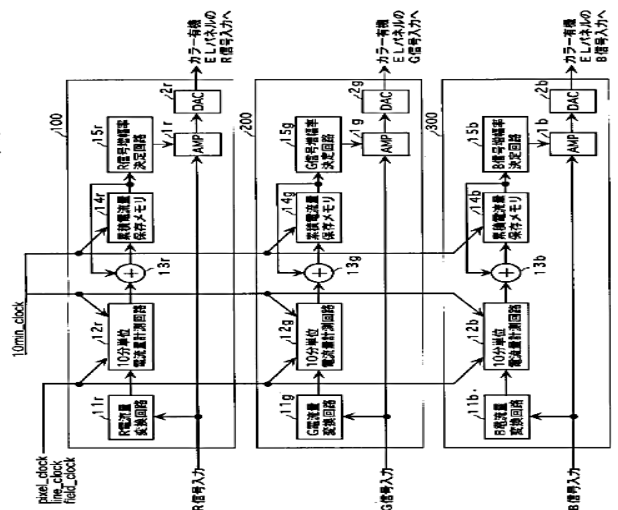 pixel_clock
line_clock
field_clock
10min_clock
100
R信号入力
11r
R電流量
変換回路
12r
10分単位
電流量計測回路
13r
14r
累積電流量
保存メモリ
15r
R信号増幅率
決定回路
1r
AMP
2r
DAC
カラー有機
ELパネルの
R信号入力へ
200
G信号入力
11g
G電流量
変換回路
12g
10分単位
電流量計測回路
13g
14g
累積電流量
保存メモリ
15g
G信号増幅率
決定回路
1g
AMP
2g
DAC
カラー有機
ELパネルの
G信号入力へ
300
B信号入力
11b
B電流量
変換回路
12b
10分単位
電流量計測回路
13b
14b
累積電流量
保存メモリ
15b
B信号増幅率
決定回路
1b
AMP
2b
DAC
カラー有機
ELパネルの
B信号入力へ